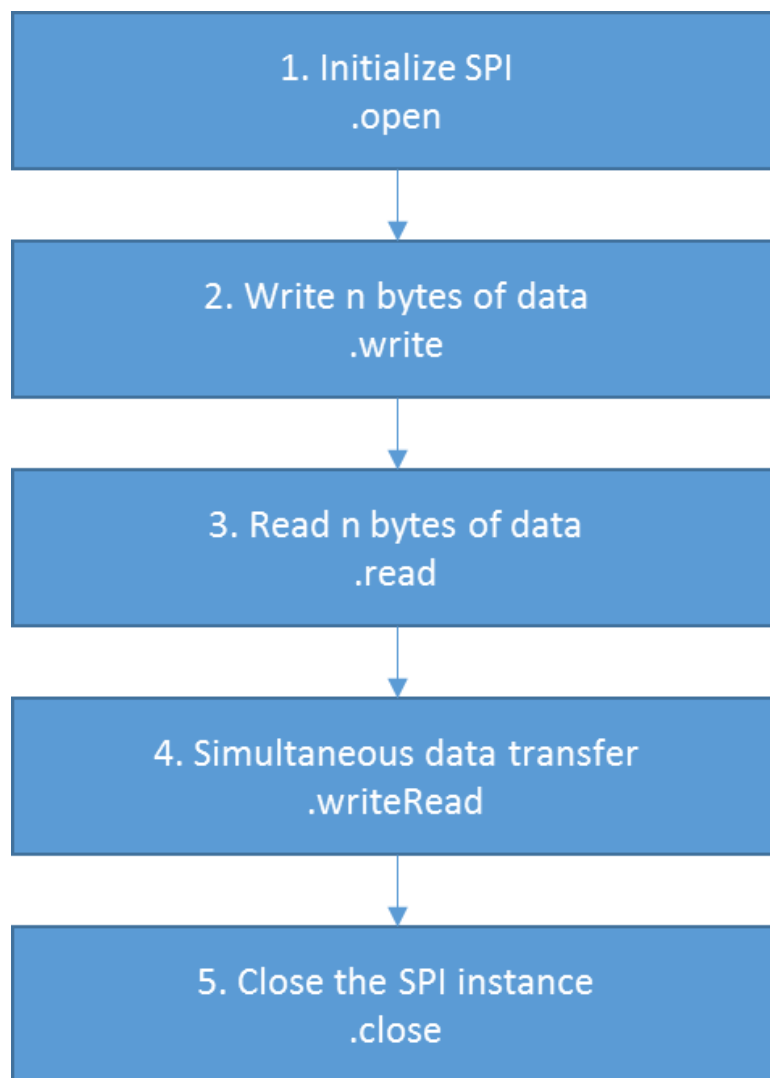 1. Initialize SPI
.open
2. Write n bytes of data
.write
3. Read n bytes of data
.read
4. Simultaneous data transfer
.writeRead
5. Close the SPI instance
.close